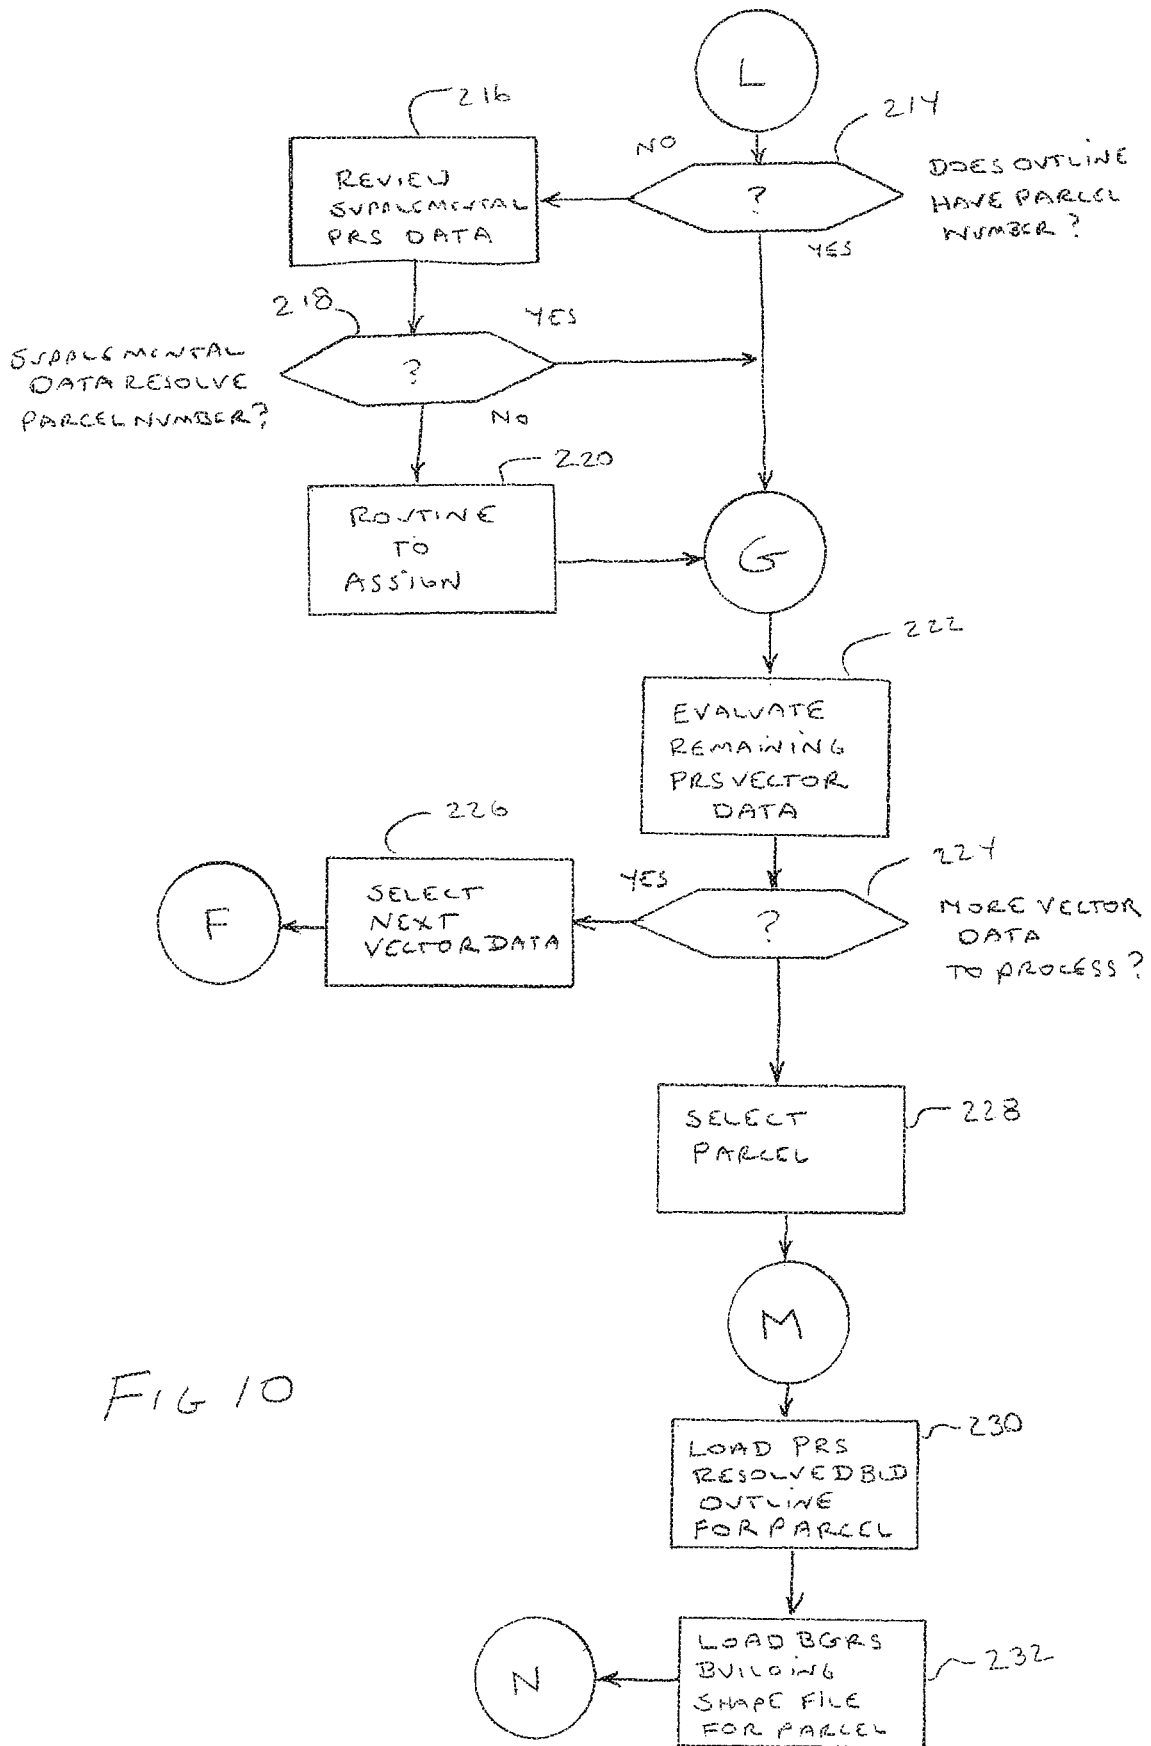 L
216
214
NO
DOES OUTLINE
HAVE PARCEL
NUMBER?
?
YES
REVIEW
SUPPLEMENTAL
PRS DATA
218
YES
SUPPLEMENTAL
DATA RESOLVE
PARCEL NUMBER?
?
NO
220
ROUTINE
TO
ASSIGN
G
222
EVALUATE
REMAINING
PRS VECTOR
DATA
226
224
YES
F
SELECT
NEXT
VECTOR DATA
?
MORE VECTOR
DATA
TO PROCESS?
SELECT
PARCEL
228
M
FIG 10
230
LOAD PRS
RESOLVED BLD
OUTLINE
FOR PARCEL
N
LOAD BGRS
BUILDING
SHAPE FILE
FOR PARCEL
232